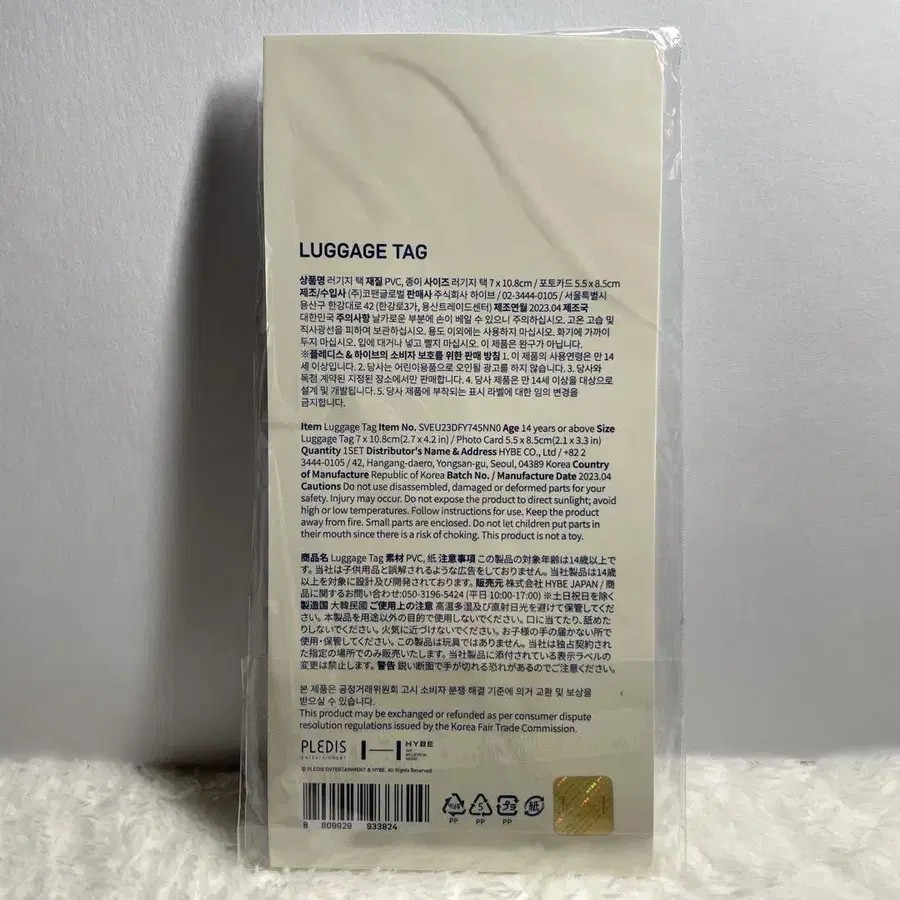 LUGGAGE TAG
상품명 러기지 택 재질 PVC, 종이 사이즈 러기지 택 7 x 10.8cm / 포토카드 5.5 x 8.5cm
제조/수입사 (주)코팬글로벌 판매사 주식회사 하이브 / 02-3444-0105 / 서울특별시
용산구 한강대로 42 (한강로3가, 용산트레이드센터) 제조연월 2023.04 제조국
대한민국 주의사항 날카로운 부분에 손이 베일 수 있으니 주의하십시오. 고온 고습 및
직사광선을 피하여 보관하십시오. 용도 이외에는 사용하지 마십시오. 화기에 가까이
두지 마십시오. 입에 대거나 넣고 빨지 마십시오. 이 제품은 완구가 아닙니다.
※플레디스 & 하이브의 소비자 보호를 위한 판매 방침 1. 이 제품의 사용연령은 만 14
세 이상입니다. 2. 당사는 어린이용품으로 오인될 광고를 하지 않습니다. 3. 당사와
독점 계약된 지정된 장소에서만 판매합니다. 4. 당사 제품은 만 14세 이상을 대상으로
설계 및 개발됩니다. 5. 당사 제품에 부착되는 표시 라벨에 대한 임의 변경을
금지합니다.
Item Luggage Tag Item No. SVEU23DFY745NN0 Age 14 years or above Size
Luggage Tag 7 x 10.8cm(2.7 x 4.2 in) / Photo Card 5.5 x 8.5cm(2.1 x 3.3 in)
Quantity 1SET Distributor's Name & Address HYBE CO., Ltd / +82 2
3444-0105 / 42, Hangang-daero, Yongsan-gu, Seoul, 04389 Korea Country
of Manufacture Republic of Korea Batch No. / Manufacture Date 2023.04
Cautions Do not use disassembled, damaged or deformed parts for your
safety. Injury may occur. Do not expose the product to direct sunlight; avoid
high or low temperatures. Follow instructions for use. Keep the product
away from fire. Small parts are enclosed. Do not let children put parts in
their mouth since there is a risk of choking. This product is not a toy.
商品名 Luggage Tag 素材 PVC, 紙 注意事項 この製品の対象年齢は14歳以上で
す。当社は子供用品と誤解されるような広告をしておりません。当社製品は14歳
以上を対象に設計及び開発されております。販売元 株式会社 HYBE JAPAN / 商
品に関するお問い合わせ:050-3196-5424 (平日 10:00-17:00) ※土日祝日を除く
製造国 大韓民国 ご使用上の注意 高温多湿及び直射日光を避けて保管してくだ
さい。本製品を用途以外の目的で使用しないでください。口に当てたり、舐めた
りしないでください。火気に近づけないでください。お子様の手の届かない所で
使用・保管してください。この製品は玩具ではありません。当社は独占契約され
た指定の場所でのみ販売いたします。当社製品に添付されている表示ラベルの
変更は禁止します。警告 鋭い断面で手が切れる恐れがあるのでご注意ください。
본 제품은 공정거래위원회 고시 소비자 분쟁 해결 기준에 의거 교환 및 보상을
받으실 수 있습니다.
This product may be exchanged or refunded as per consumer dispute
resolution regulations issued by the Korea Fair Trade Commission.
PLEDIS
ENTERTAINMENT
HYBE
WE
BELIEVE IN
MUSIC
© PLEDIS ENTERTAINMENT & HYBE. All Rights Reserved.
8 809929 933824
PP
5
PP
プラ
PP
紙